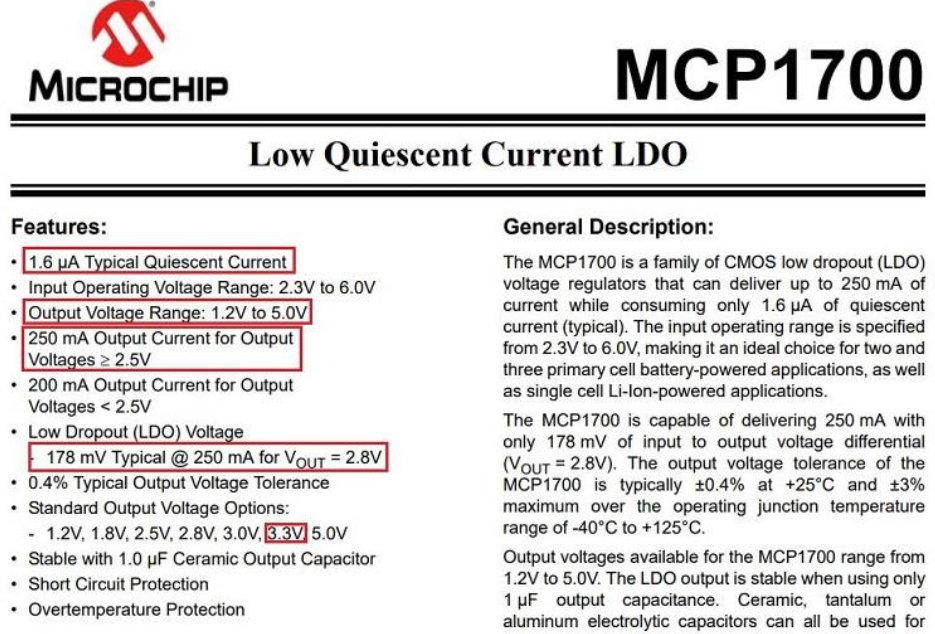 MICROCHIP
MCP1700
Low Quiescent Current LDO
Features:
• 1.6 µA Typical Quiescent Current
• Input Operating Voltage Range: 2.3V to 6.0V
• Output Voltage Range: 1.2V to 5.0V
• 250 mA Output Current for Output
Voltages ≥ 2.5V
• 200 mA Output Current for Output
Voltages < 2.5V
• Low Dropout (LDO) Voltage
- 178 mV Typical @ 250 mA for VOUT = 2.8V
• 0.4% Typical Output Voltage Tolerance
• Standard Output Voltage Options:
- 1.2V, 1.8V, 2.5V, 2.8V, 3.0V, 3.3V, 5.0V
• Stable with 1.0 µF Ceramic Output Capacitor
• Short Circuit Protection
• Overtemperature Protection
General Description:
The MCP1700 is a family of CMOS low dropout (LDO)
voltage regulators that can deliver up to 250 mA of
current while consuming only 1.6 µA of quiescent
current (typical). The input operating range is specified
from 2.3V to 6.0V, making it an ideal choice for two and
three primary cell battery-powered applications, as well
as single cell Li-Ion-powered applications.
The MCP1700 is capable of delivering 250 mA with
only 178 mV of input to output voltage differential
(VOUT = 2.8V). The output voltage tolerance of the
MCP1700 is typically ±0.4% at +25°C and ±3%
maximum over the operating junction temperature
range of -40°C to +125°C.
Output voltages available for the MCP1700 range from
1.2V to 5.0V. The LDO output is stable when using only
1 µF output capacitance. Ceramic, tantalum or
aluminum electrolytic capacitors can all be used for